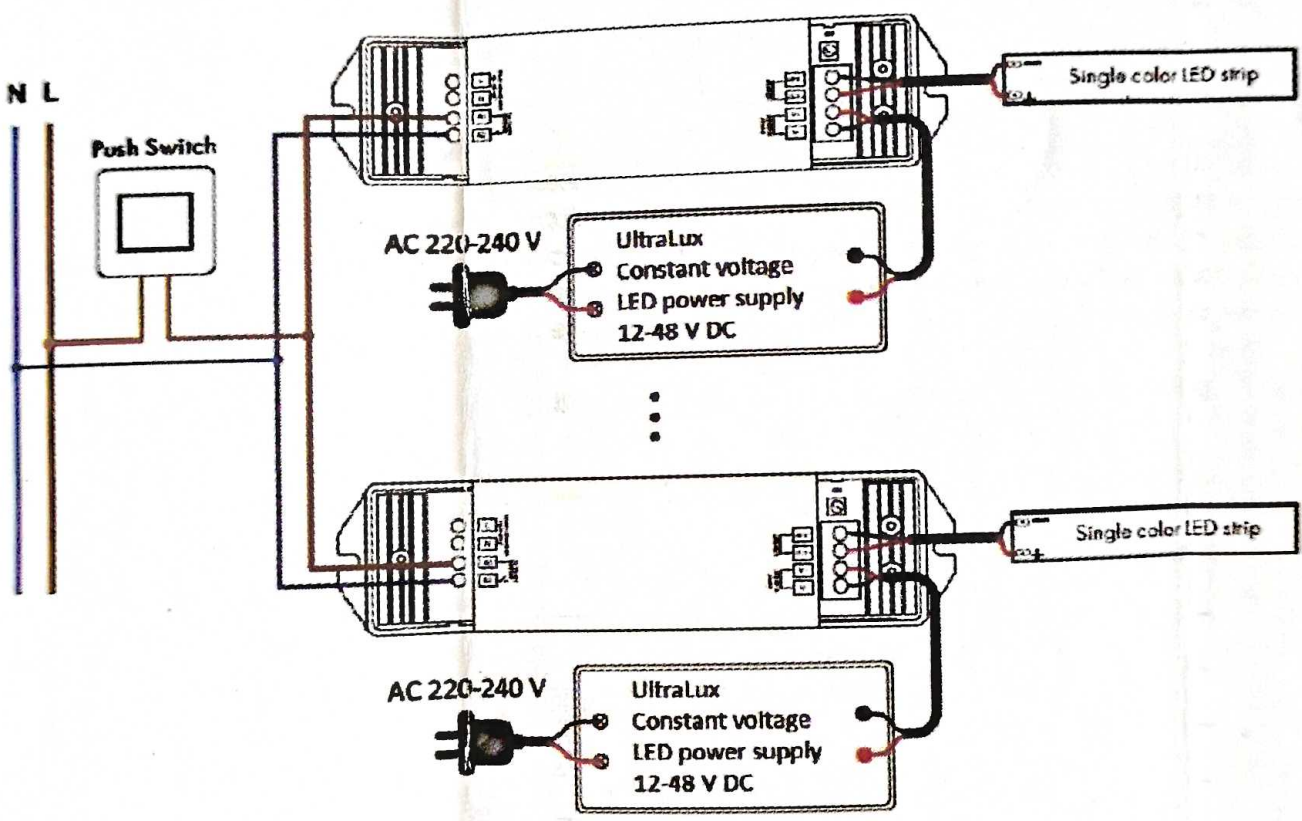 N L
Push Switch
Single color LED strip
AC 220-240 V
UltraLux
Constant voltage
LED power supply
12-48 V DC
Single color LED strip
AC 220-240 V
UltraLux
Constant voltage
LED power supply
12-48 V DC